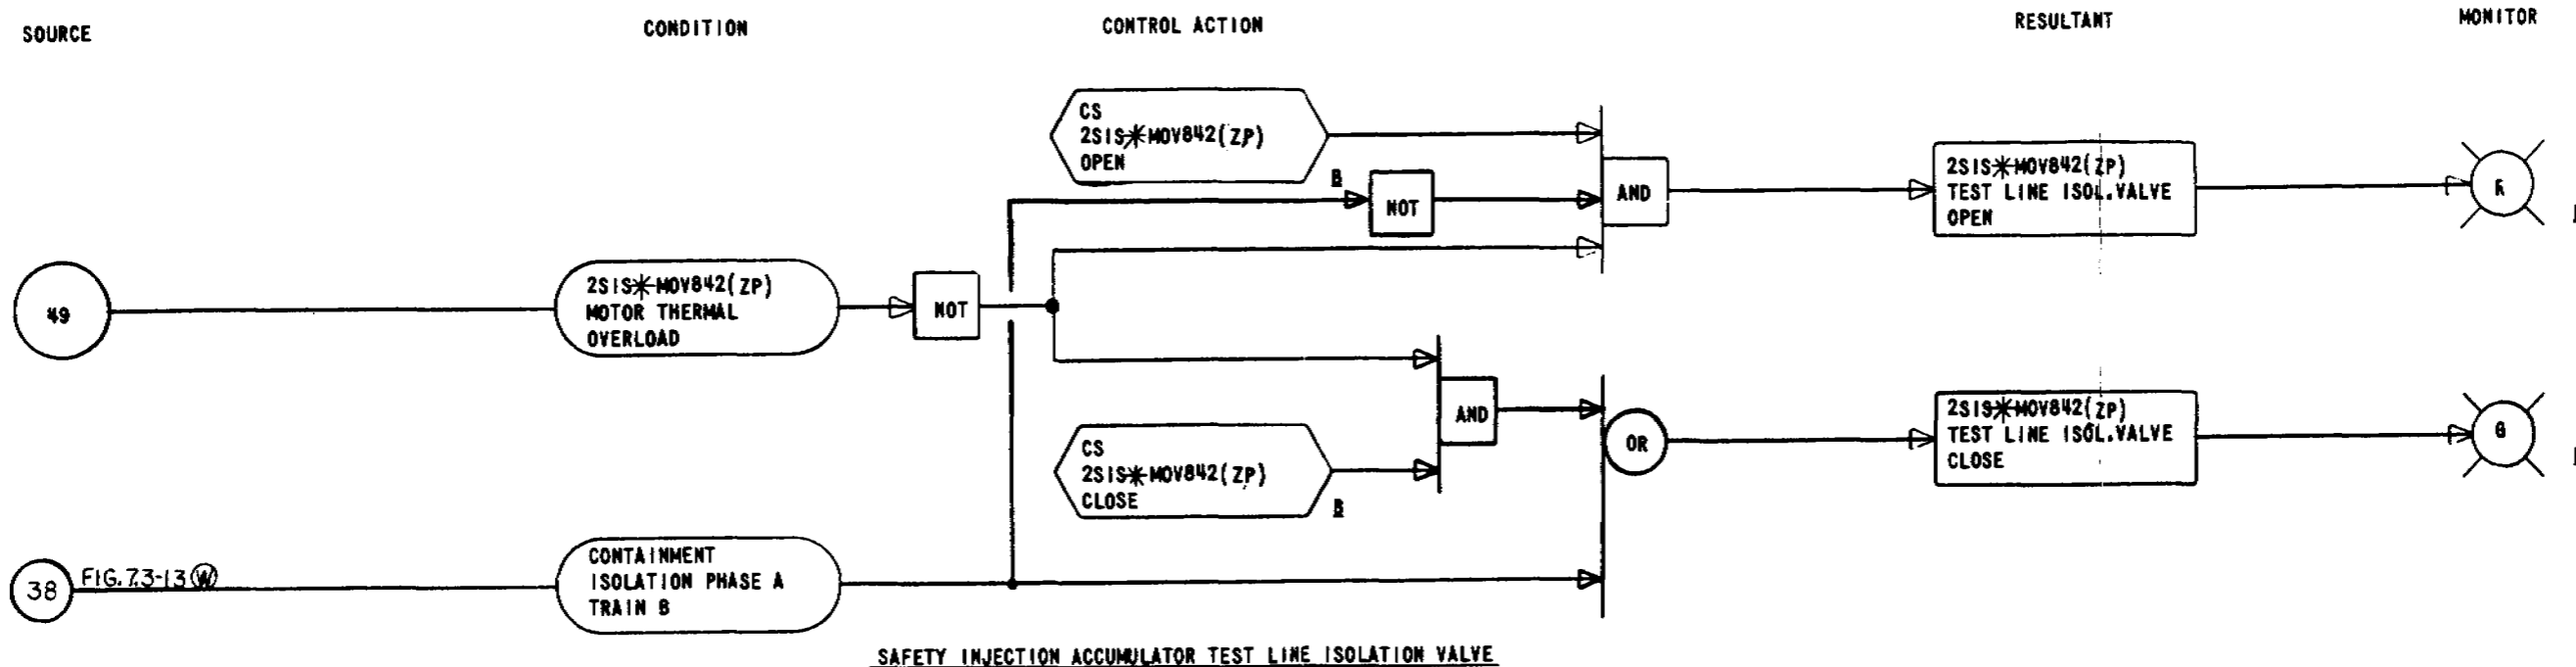 SOURCE
CONDITION
CONTROL ACTION
RESULTANT
MONITOR
CS
2SIS*MOV842(ZP)
OPEN
B
NOT
AND
2SIS*MOV842(ZP)
TEST LINE ISOL.VALVE
OPEN
R
49
2SIS*MOV842(ZP)
MOTOR THERMAL
OVERLOAD
NOT
AND
CS
2SIS*MOV842(ZP)
CLOSE
B
OR
2SIS*MOV842(ZP)
TEST LINE ISOL.VALVE
CLOSE
G
38
FIG.7.3-13 W
CONTAINMENT
ISOLATION PHASE A
TRAIN B
SAFETY INJECTION ACCUMULATOR TEST LINE ISOLATION VALVE